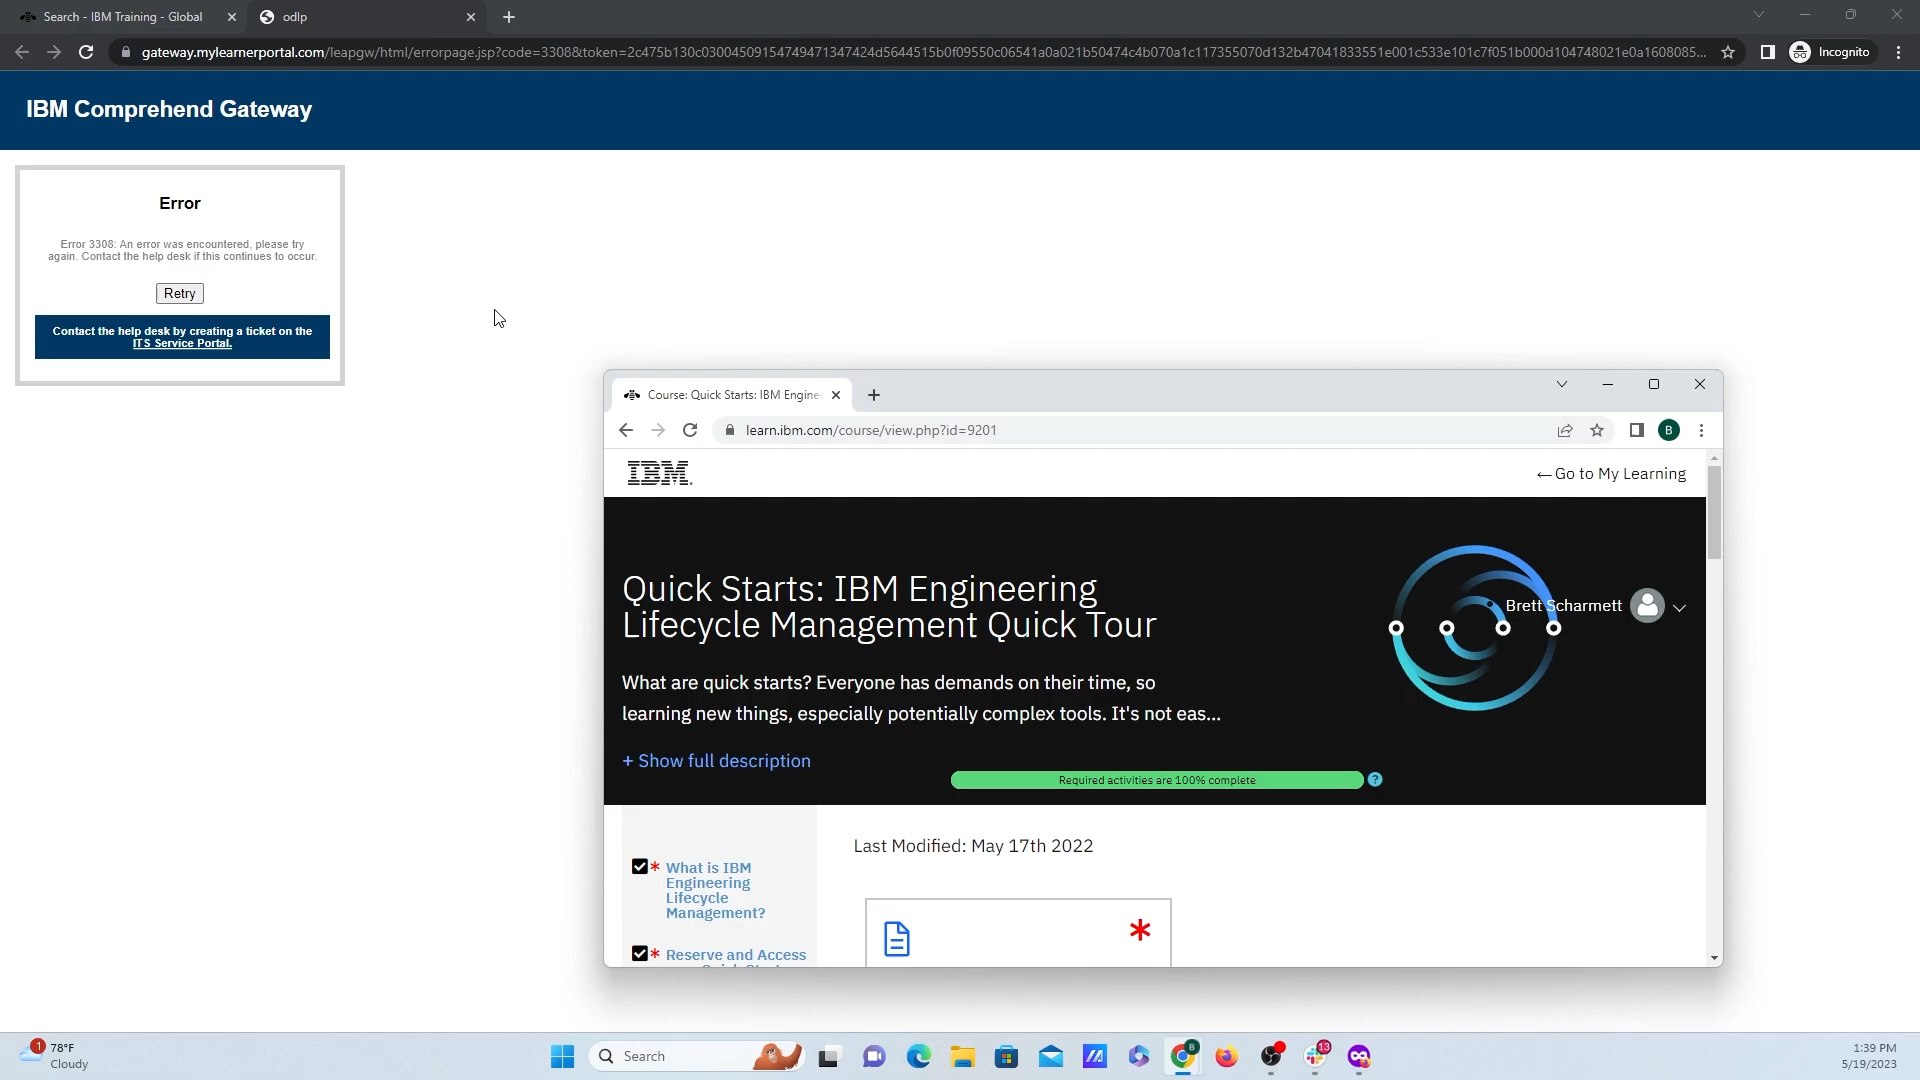 Search - IBM Training - Global
odlp
gateway.mylearnerportal.com/leapgw/html/errorpage.jsp?code=3308&token=2c475b130c03004509154749471347424d5644515b0f09550c06541a0a021b50474c4b070a1c117355070d132b47041833551e001c533e101c7f051b000d104748021e0a1608085...
Incognito
IBM Comprehend Gateway
Error
Error 3308: An error was encountered, please try
again. Contact the help desk if this continues to occur.
Retry
Contact the help desk by creating a ticket on the
ITS Service Portal.
Course: Quick Starts: IBM Engine
learn.ibm.com/course/view.php?id=9201
B
IBM
← Go to My Learning
Quick Starts: IBM Engineering
Lifecycle Management Quick Tour
Brett Scharmett
What are quick starts? Everyone has demands on their time, so
learning new things, especially potentially complex tools. It's not eas...
+ Show full description
Required activities are 100% complete
?
Last Modified: May 17th 2022
* What is IBM
Engineering
Lifecycle
Management?
* Reserve and Access
*
1
78°F
Cloudy
Search
B
13
1:39 PM
5/19/2023